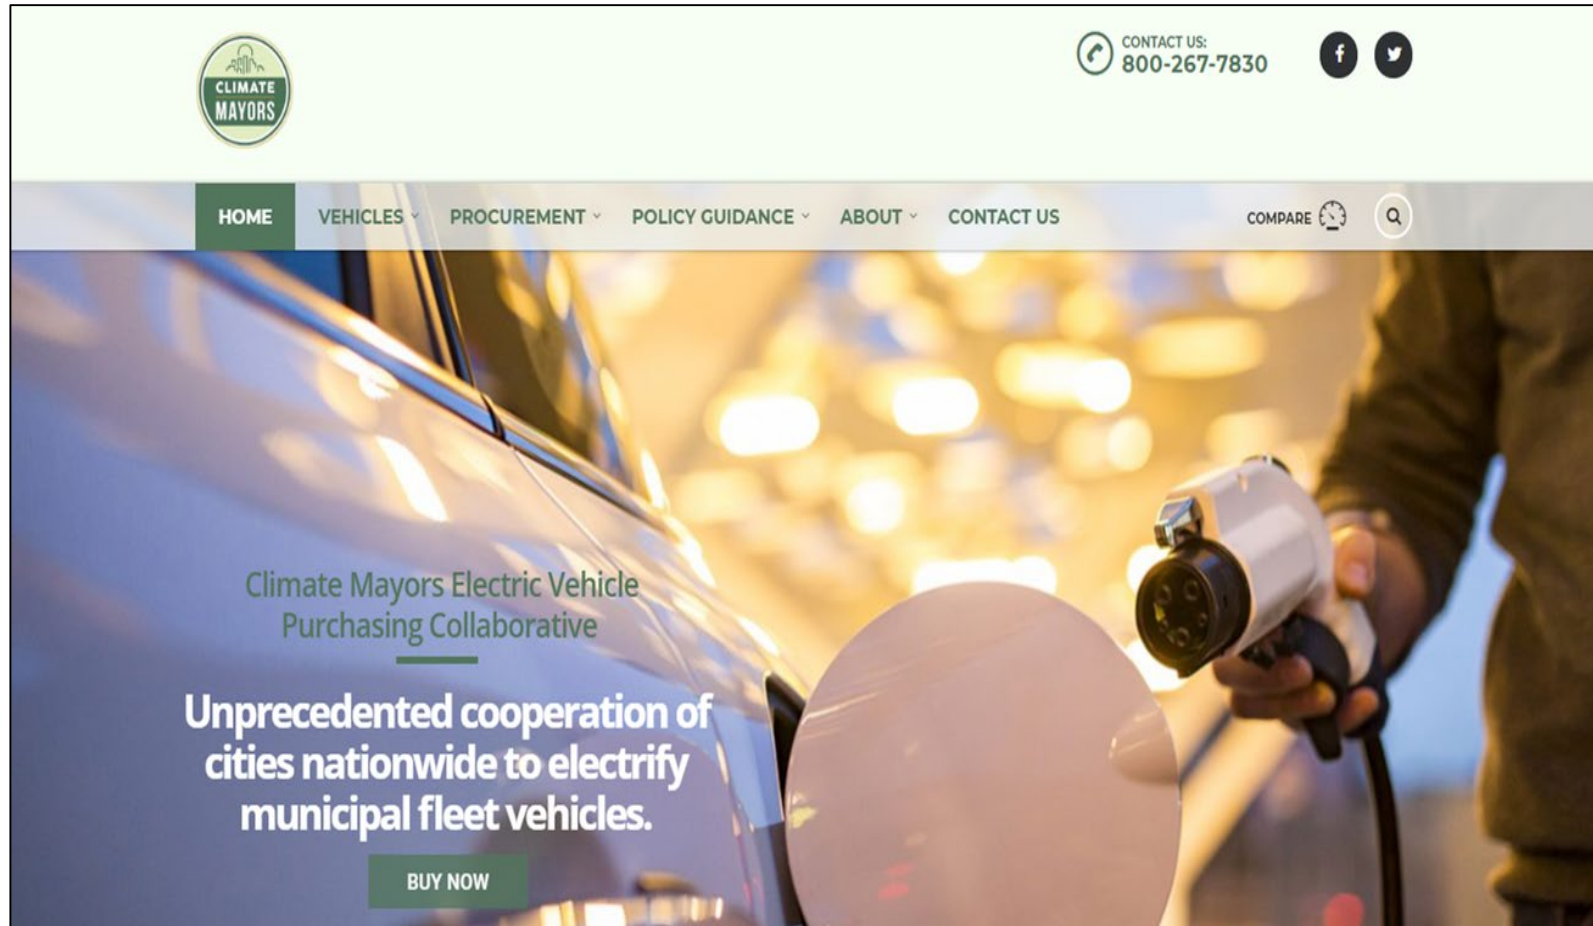 CLIMATE
MAYORS
CONTACT US:
800-267-7830
HOME VEHICLES PROCUREMENT POLICY GUIDANCE ABOUT CONTACT US COMPARE
Climate Mayors Electric Vehicle
Purchasing Collaborative
Unprecedented cooperation of
cities nationwide to electrify
municipal fleet vehicles.
BUY NOW